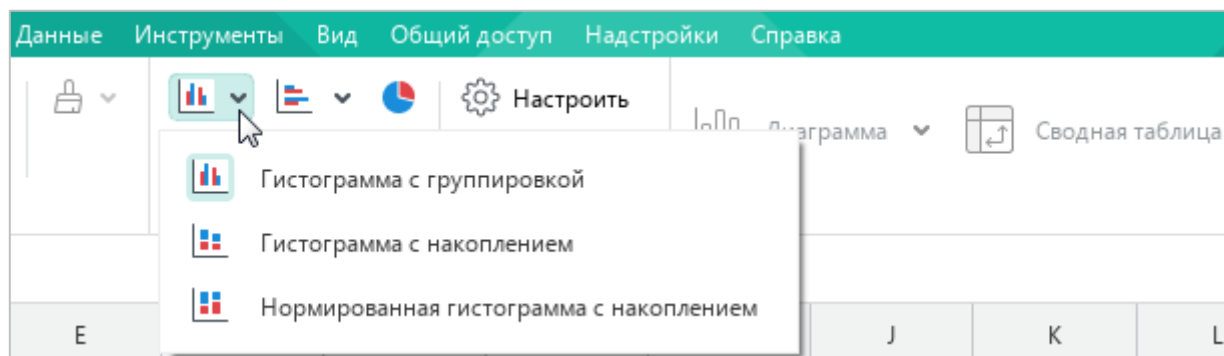 Данные Инструменты Вид Общий доступ Надстройки Справка
Настроить
Диаграмма Сводная таблица
Гистограмма с группировкой
Гистограмма с накоплением
Нормированная гистограмма с накоплением
E J K L